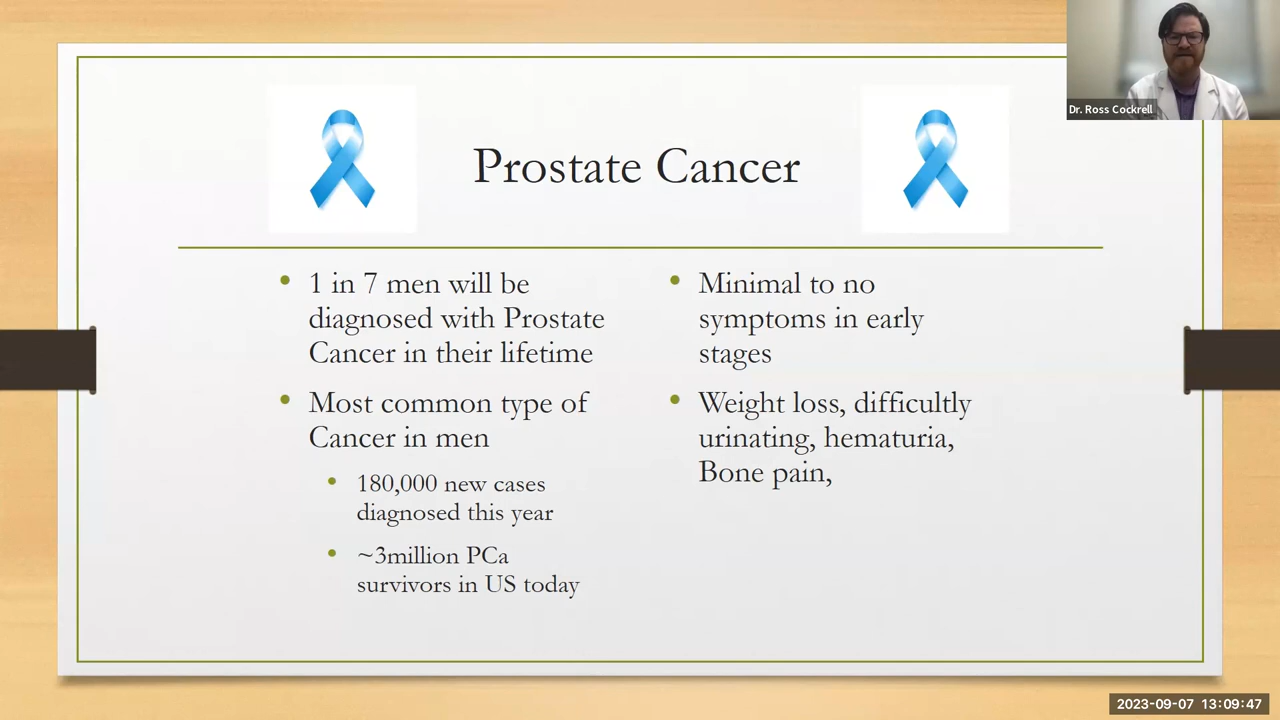 Dr. Ross Cockrell
Prostate Cancer
• 1 in 7 men will be
diagnosed with Prostate
Cancer in their lifetime
• Most common type of
Cancer in men
• 180,000 new cases
diagnosed this year
• ~3million PCa
survivors in US today
• Minimal to no
symptoms in early
stages
• Weight loss, difficultly
urinating, hematuria,
Bone pain,
2023-09-07 13:09:47